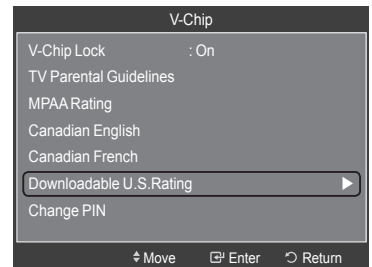 V-Chip
V-Chip Lock : On
TV Parental Guidelines
MPAA Rating
Canadian English
Canadian French
Downloadable U.S.Rating ▶
Change PIN
Move Enter Return